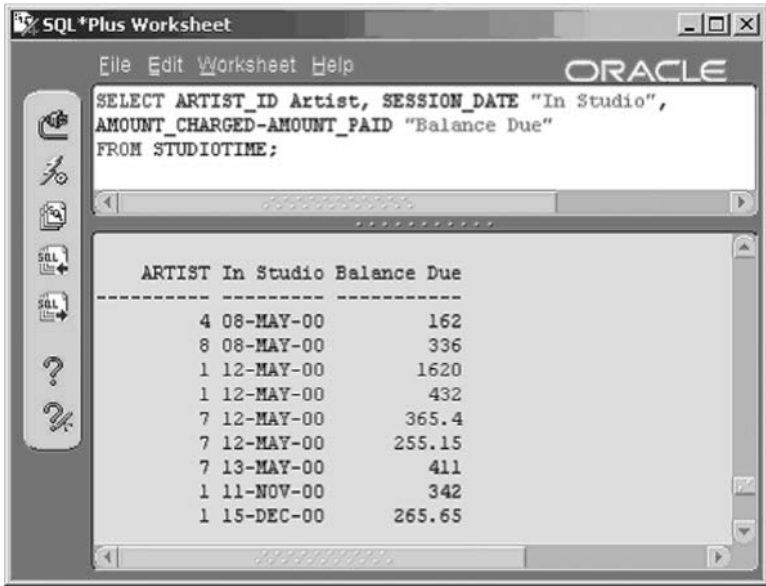 SQL*Plus Worksheet
File Edit Worksheet Help
ORACLE
SELECT ARTIST_ID Artist, SESSION_DATE "In Studio",
AMOUNT_CHARGED-AMOUNT_PAID "Balance Due"
FROM STUDIOTIME;
SQL
SQL
ARTIST In Studio Balance Due
---------- --------- -----------
4 08-MAY-00 162
8 08-MAY-00 336
1 12-MAY-00 1620
1 12-MAY-00 432
7 12-MAY-00 365.4
7 12-MAY-00 255.15
7 13-MAY-00 411
1 11-NOV-00 342
1 15-DEC-00 265.65